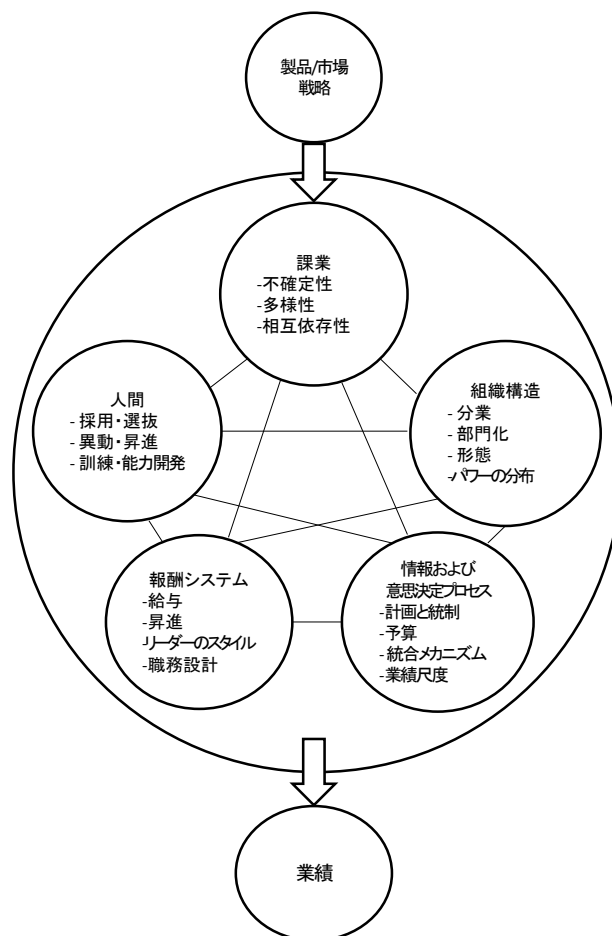 製品/市場
戦略
課業
-不確定性
-多様性
-相互依存性
人間
- 採用・選抜
- 異動・昇進
- 訓練・能力開発
組織構造
- 分業
- 部門化
- 形態
-パワーの分布
報酬システム
-給与
-昇進
-リーダーのスタイル
-職務設計
情報および
意思決定プロセス
-計画と統制
-予算
-統合メカニズム
-業績尺度
業績